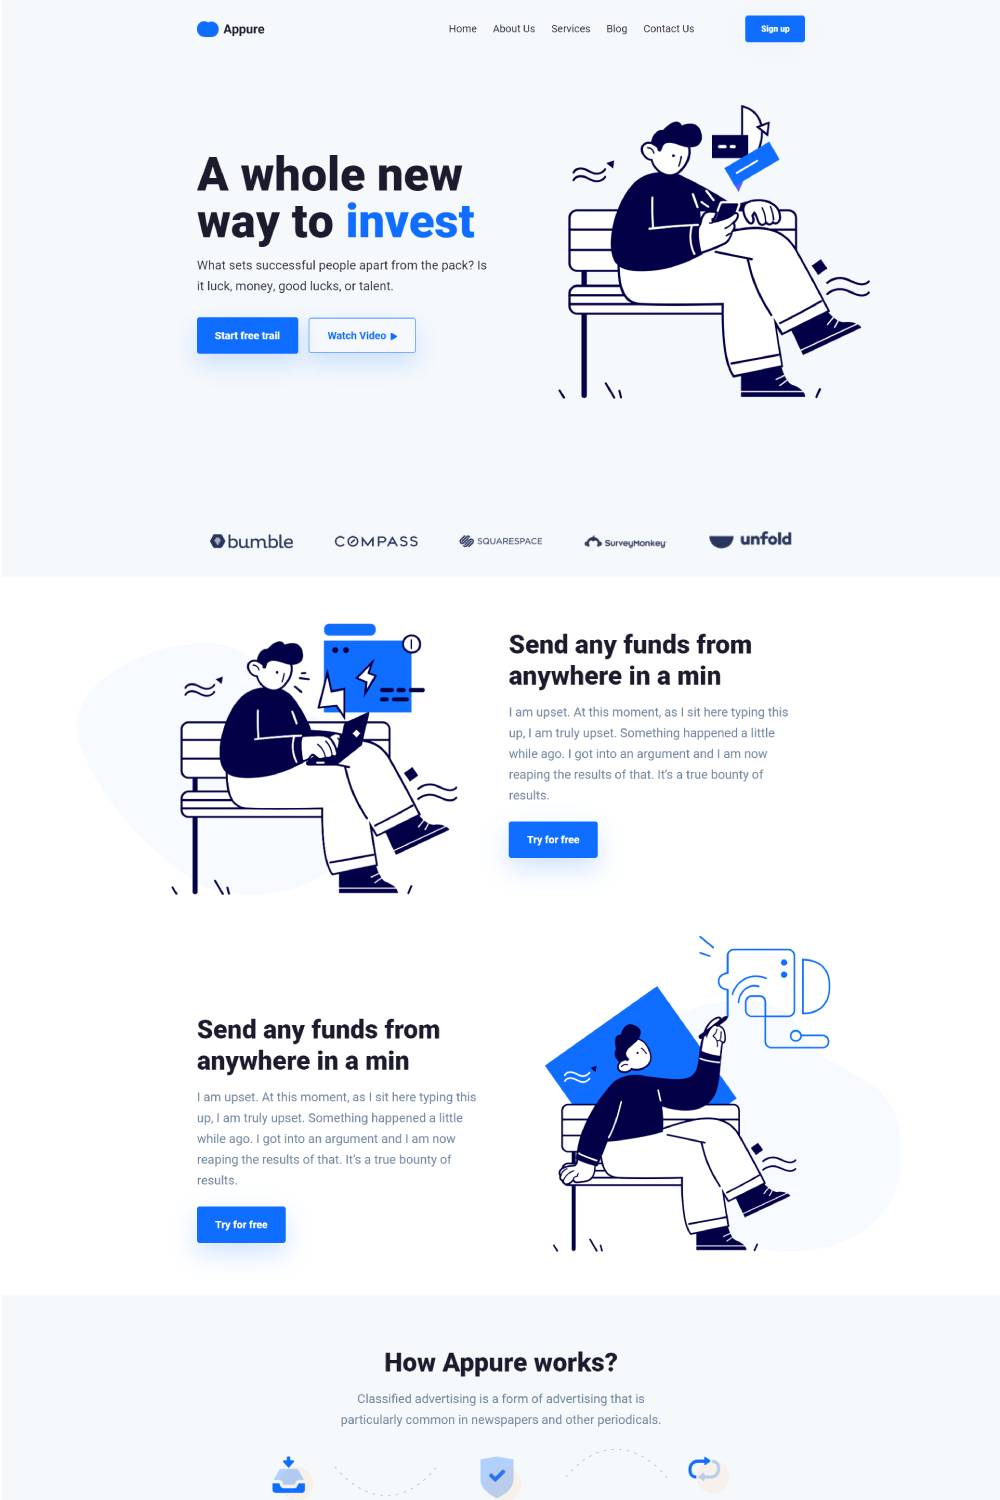 Appure
Home About Us Services Blog Contact Us
Sign up
A whole new
way to invest
What sets successful people apart from the pack? Is
it luck, money, good lucks, or talent.
Start free trail
Watch Video
bumble
COMPASS
SQUARESPACE
SurveyMonkey
unfold
Send any funds from
anywhere in a min
I am upset. At this moment, as I sit here typing this
up, I am truly upset. Something happened a little
while ago. I got into an argument and I am now
reaping the results of that. It's a true bounty of
results.
Try for free
Send any funds from
anywhere in a min
I am upset. At this moment, as I sit here typing this
up, I am truly upset. Something happened a little
while ago. I got into an argument and I am now
reaping the results of that. It's a true bounty of
results.
Try for free
How Appure works?
Classified advertising is a form of advertising that is
particularly common in newspapers and other periodicals.